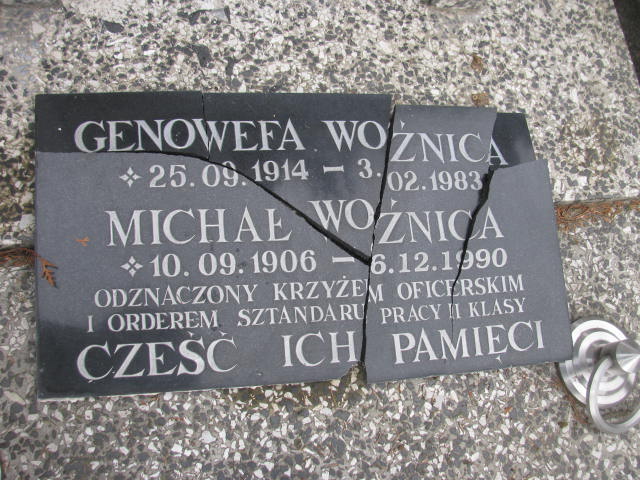 GENOWEFA WOŹNICA
25.09.1914 – 3.02.1983
MICHAŁ WOŹNICA
10.09.1906 – 6.12.1990
ODZNACZONY KRZYŻEM OFICERSKIM
I ORDEREM SZTANDARU PRACY II KLASY
CZEŚĆ ICH PAMIĘCI